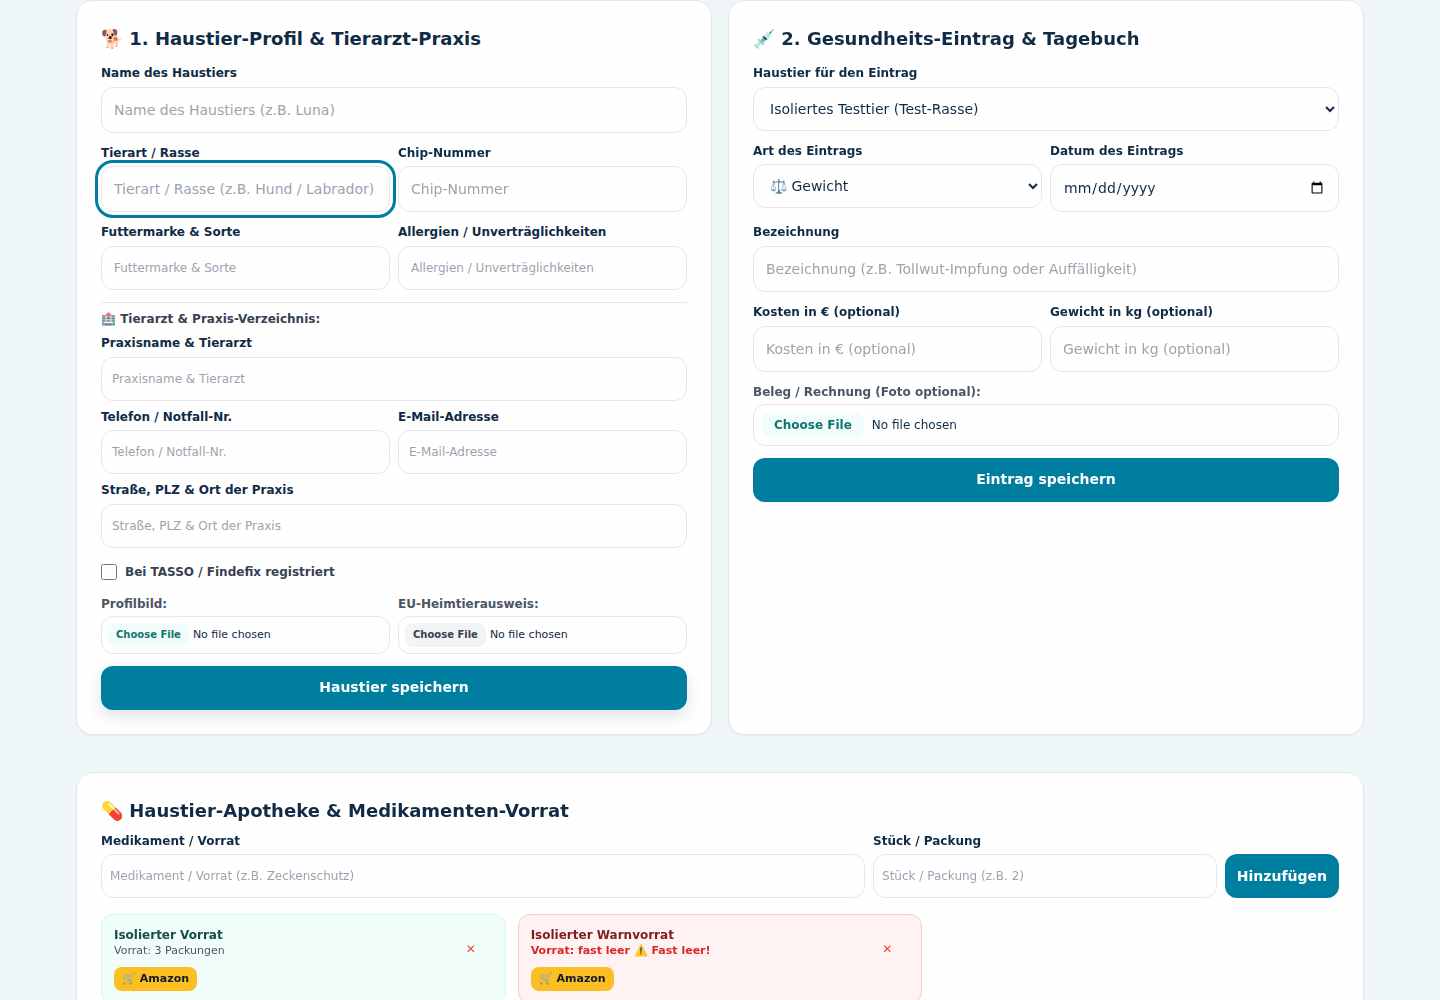 🐕 1. Haustier-Profil & Tierarzt-Praxis
Name des Haustiers
Name des Haustiers (z.B. Luna)
Tierart / Rasse
Chip-Nummer
Tierart / Rasse (z.B. Hund / Labrador)
Chip-Nummer
Futtermarke & Sorte
Allergien / Unverträglichkeiten
Futtermarke & Sorte
Allergien / Unverträglichkeiten
🏥 Tierarzt & Praxis-Verzeichnis:
Praxisname & Tierarzt
Praxisname & Tierarzt
Telefon / Notfall-Nr.
E-Mail-Adresse
Telefon / Notfall-Nr.
E-Mail-Adresse
Straße, PLZ & Ort der Praxis
Straße, PLZ & Ort der Praxis
Bei TASSO / Findefix registriert
Profilbild:
EU-Heimtierausweis:
Choose File No file chosen
Choose File No file chosen
Haustier speichern
💉 2. Gesundheits-Eintrag & Tagebuch
Haustier für den Eintrag
Isoliertes Testtier (Test-Rasse)
Art des Eintrags
Datum des Eintrags
⚖️ Gewicht
mm/dd/yyyy
Bezeichnung
Bezeichnung (z.B. Tollwut-Impfung oder Auffälligkeit)
Kosten in € (optional)
Gewicht in kg (optional)
Kosten in € (optional)
Gewicht in kg (optional)
Beleg / Rechnung (Foto optional):
Choose File No file chosen
Eintrag speichern
💊 Haustier-Apotheke & Medikamenten-Vorrat
Medikament / Vorrat
Stück / Packung
Medikament / Vorrat (z.B. Zeckenschutz)
Stück / Packung (z.B. 2)
Hinzufügen
Isolierter Vorrat
Vorrat: 3 Packungen
×
🛒 Amazon
Isolierter Warnvorrat
Vorrat: fast leer ⚠️ Fast leer!
×
🛒 Amazon